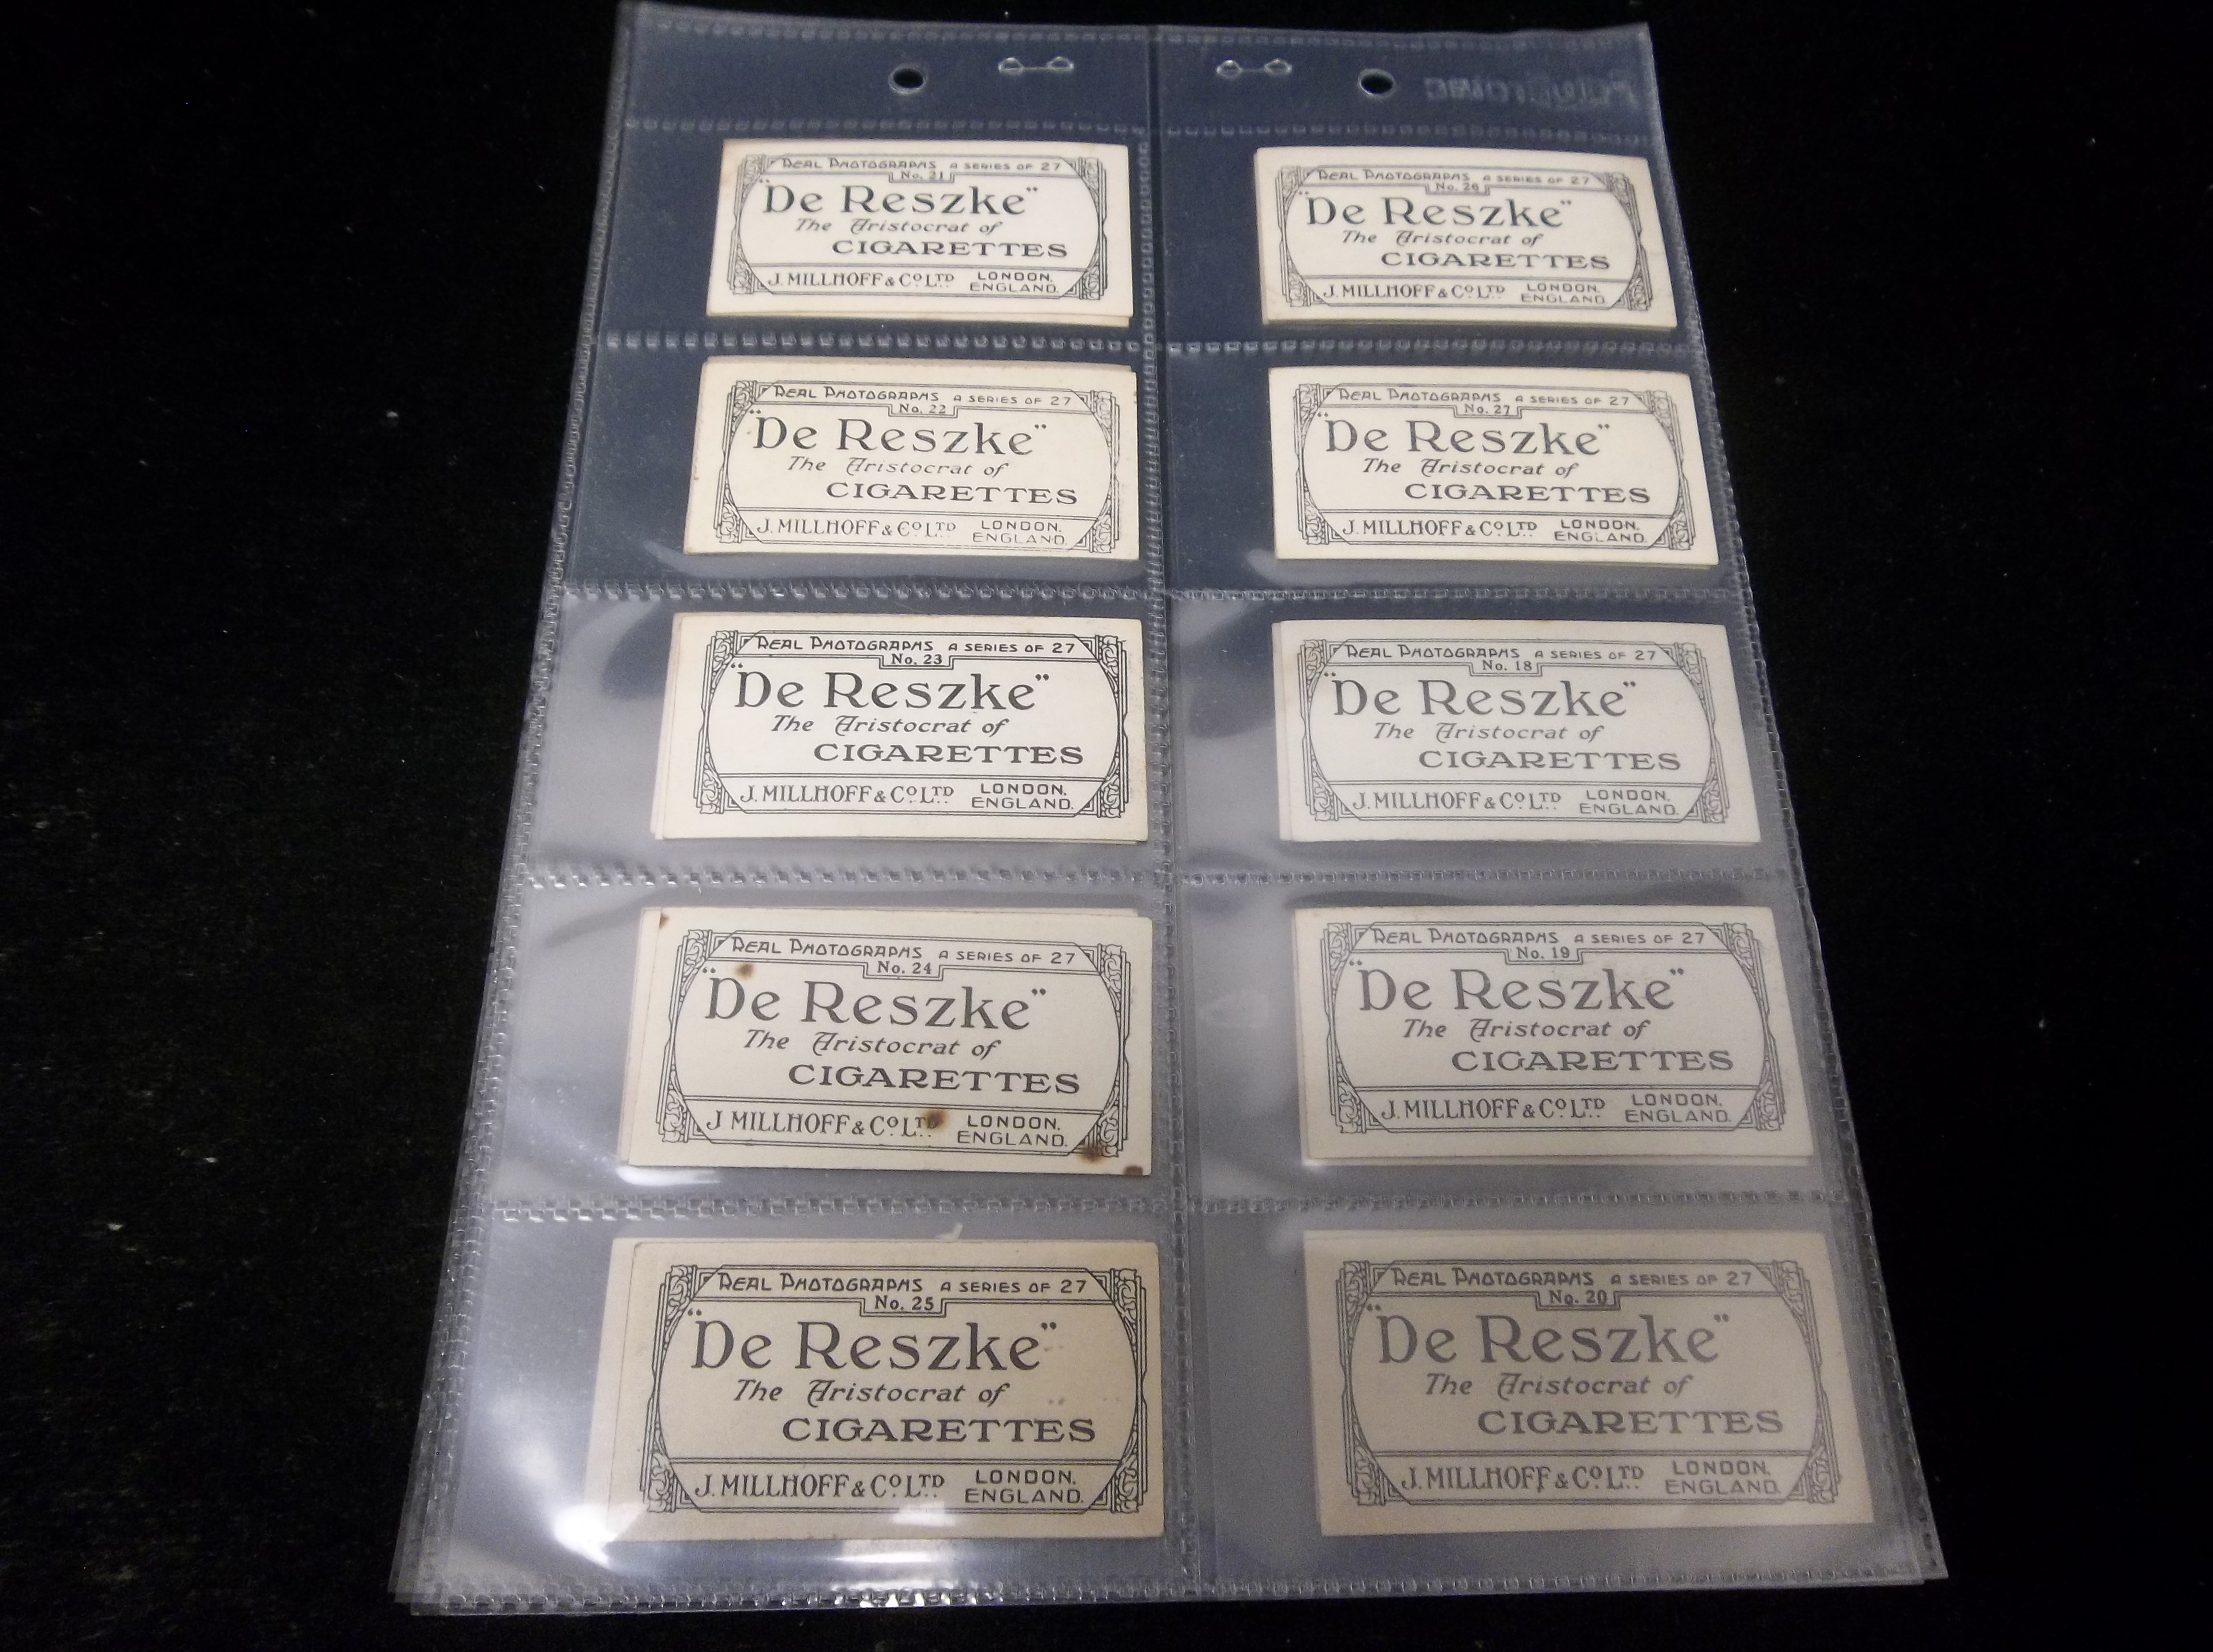 REAL PHOTOGRAPHS A SERIES OF 27
No. 21
"De Reszke"
The Aristocrat of
CIGARETTES
J. MILLHOFF & Co LTD LONDON,
ENGLAND.
REAL PHOTOGRAPHS A SERIES OF 27
No. 26
"De Reszke"
The Aristocrat of
CIGARETTES
J. MILLHOFF & Co LTD LONDON,
ENGLAND.
REAL PHOTOGRAPHS A SERIES OF 27
No. 22
"De Reszke"
The Aristocrat of
CIGARETTES
J. MILLHOFF & Co LTD LONDON,
ENGLAND.
REAL PHOTOGRAPHS A SERIES OF 27
No. 27
"De Reszke"
The Aristocrat of
CIGARETTES
J. MILLHOFF & Co LTD LONDON,
ENGLAND.
REAL PHOTOGRAPHS A SERIES OF 27
No. 23
"De Reszke"
The Aristocrat of
CIGARETTES
J. MILLHOFF & Co LTD LONDON,
ENGLAND.
REAL PHOTOGRAPHS A SERIES OF 27
No. 18
"De Reszke"
The Aristocrat of
CIGARETTES
J. MILLHOFF & Co LTD LONDON,
ENGLAND.
REAL PHOTOGRAPHS A SERIES OF 27
No. 24
"De Reszke"
The Aristocrat of
CIGARETTES
J MILLHOFF & Co LTD LONDON,
ENGLAND.
REAL PHOTOGRAPHS A SERIES OF 27
No. 19
"De Reszke"
The Aristocrat of
CIGARETTES
J. MILLHOFF & Co LTD LONDON,
ENGLAND.
REAL PHOTOGRAPHS A SERIES OF 27
No. 25
"De Reszke"
The Aristocrat of
CIGARETTES
J. MILLHOFF & Co LTD LONDON,
ENGLAND.
REAL PHOTOGRAPHS A SERIES OF 27
No. 20
"De Reszke"
The Aristocrat of
CIGARETTES
J. MILLHOFF & Co LTD LONDON,
ENGLAND.